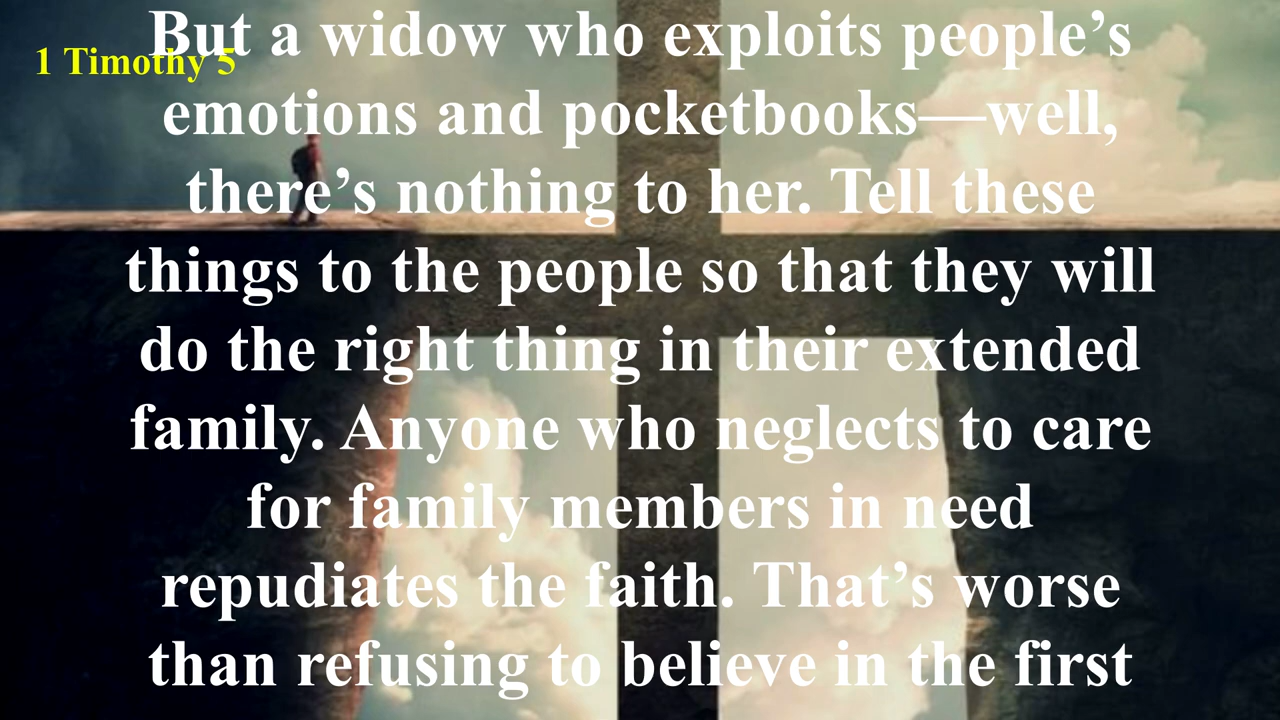 1 Timothy 5
But a widow who exploits people’s
emotions and pocketbooks—well,
there’s nothing to her. Tell these
things to the people so that they will
do the right thing in their extended
family. Anyone who neglects to care
for family members in need
repudiates the faith. That’s worse
than refusing to believe in the first